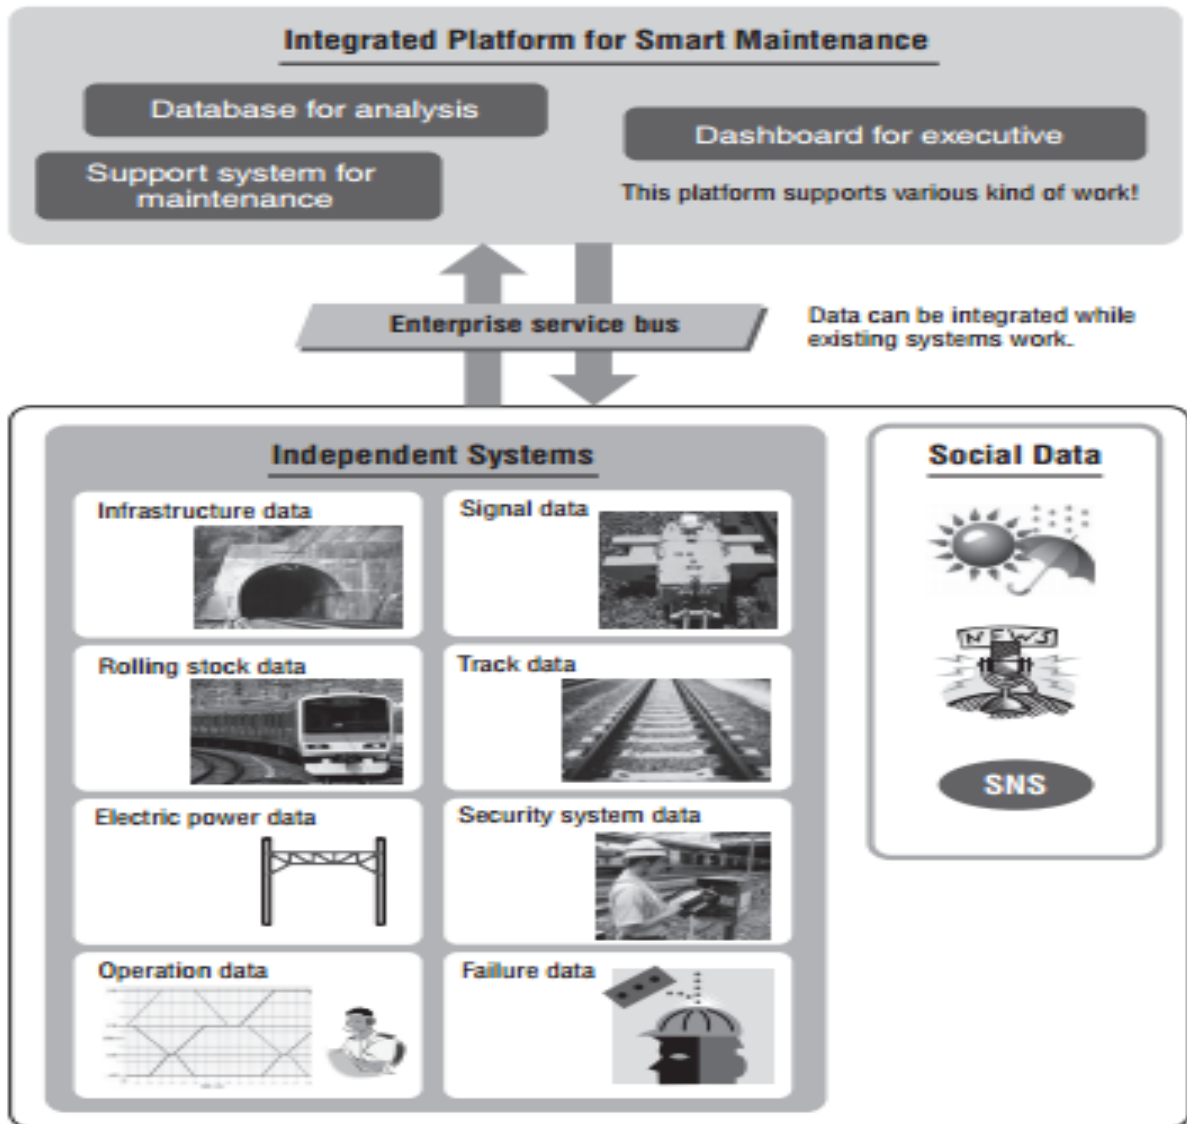 Integrated Platform for Smart Maintenance
Database for analysis
Dashboard for executive
Support system for
maintenance
This platform supports various kind of work!
Enterprise service bus
Data can be integrated while
existing systems work.
Independent Systems
Social Data
Infrastructure data
Signal data
Rolling stock data
Track data
Electric power data
Security system data
Operation data
Failure data
NEWS
SNS